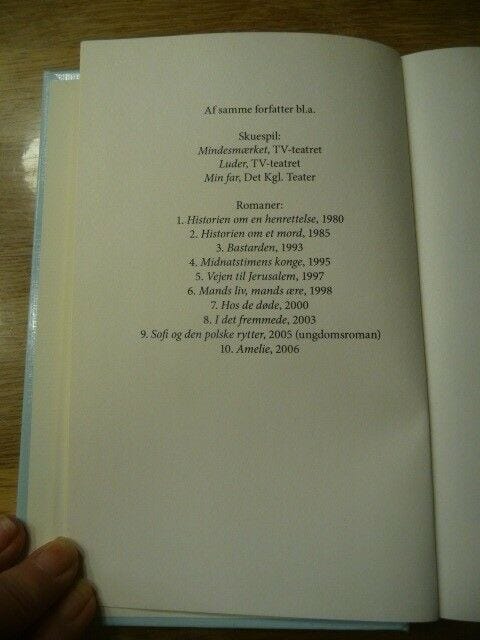 Af samme forfatter bl.a.
Skuespil:
Mindesmærket, TV-teatret
Luder, TV-teatret
Min far, Det Kgl. Teater
Romaner:
1. Historien om en henrettelse, 1980
2. Historien om et mord, 1985
3. Bastarden, 1993
4. Midnatstimens konge, 1995
5. Vejen til Jerusalem, 1997
6. Mands liv, mands ære, 1998
7. Hos de døde, 2000
8. I det fremmede, 2003
9. Sofi og den polske rytter, 2005 (ungdomsroman)
10. Amelie, 2006